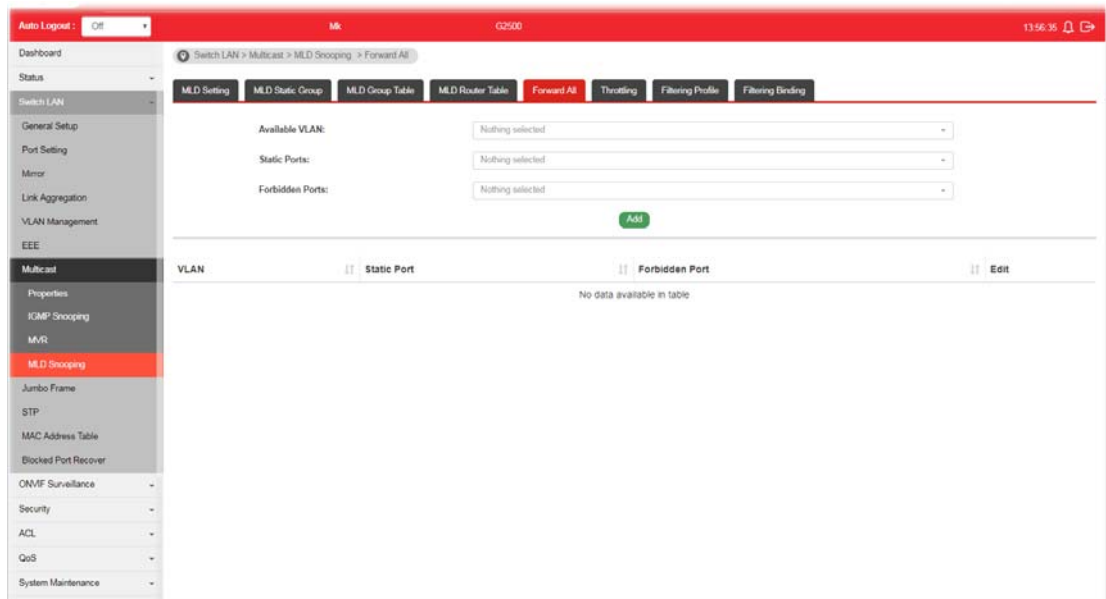 Auto Logout : Off Mk G2500 13:56:35
Dashboard
Status
Switch LAN
General Setup
Port Setting
Mirror
Link Aggregation
VLAN Management
EEE
Multicast
Properties
IGMP Snooping
MVR
MLD Snooping
Jumbo Frame
STP
MAC Address Table
Blocked Port Recover
ONVIF Surveillance
Security
ACL
QoS
System Maintenance
Switch LAN > Multicast > MLD Snooping > Forward All
MLD Setting MLD Static Group MLD Group Table MLD Router Table Forward All Throttling Filtering Profile Filtering Binding
Available VLAN: Nothing selected
Static Ports: Nothing selected
Forbidden Ports: Nothing selected
Add
VLAN Static Port Forbidden Port Edit
No data available in table